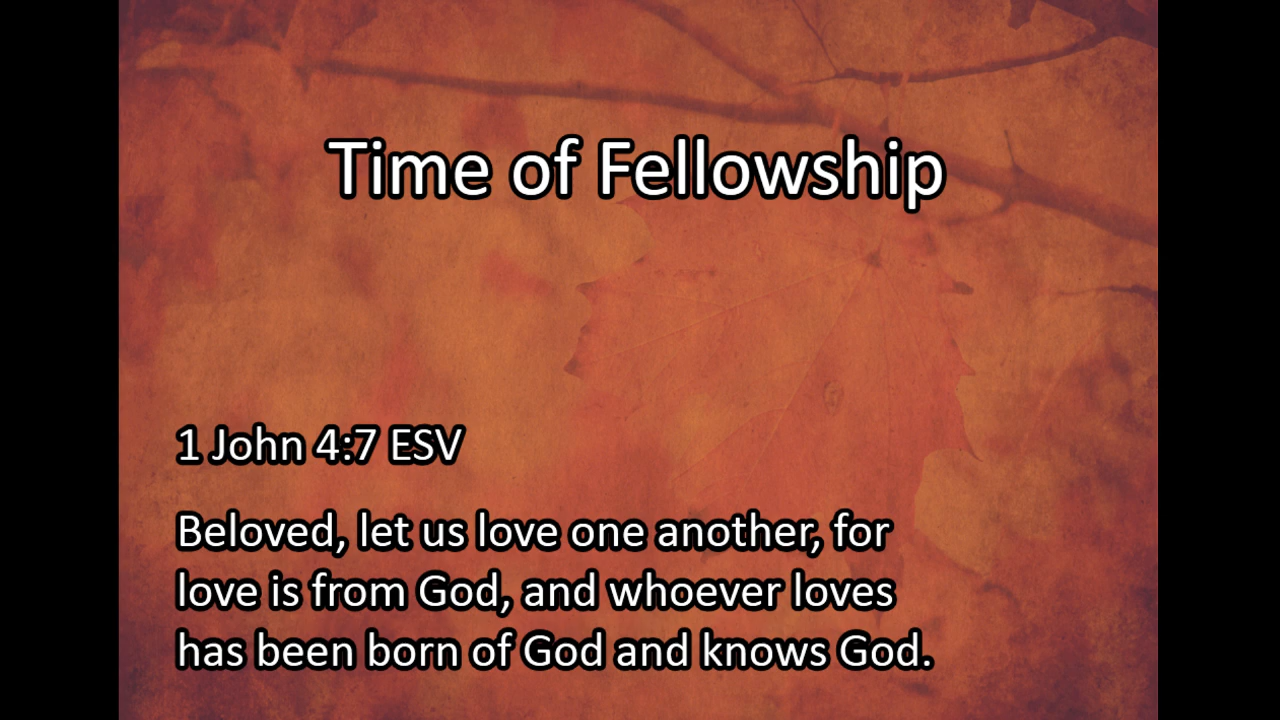 Time of Fellowship
1 John 4:7 ESV
Beloved, let us love one another, for
love is from God, and whoever loves
has been born of God and knows God.